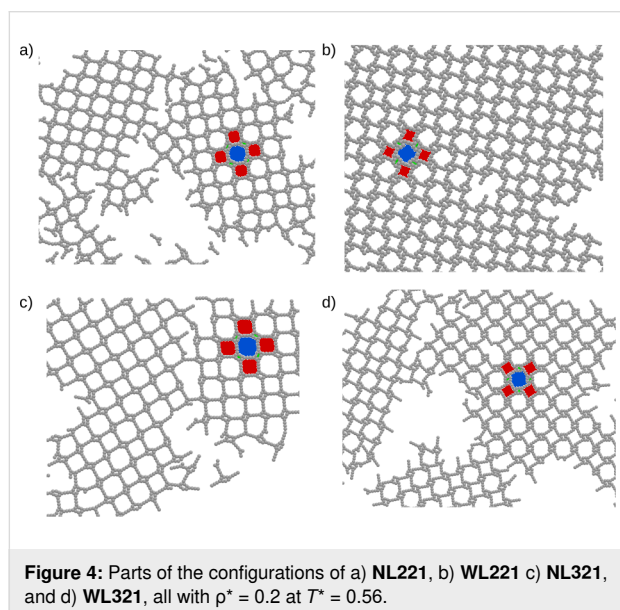 a)
b)
c)
d)
Figure 4: Parts of the configurations of a) NL221, b) WL221 c) NL321,
and d) WL321, all with ρ* = 0.2 at T* = 0.56.